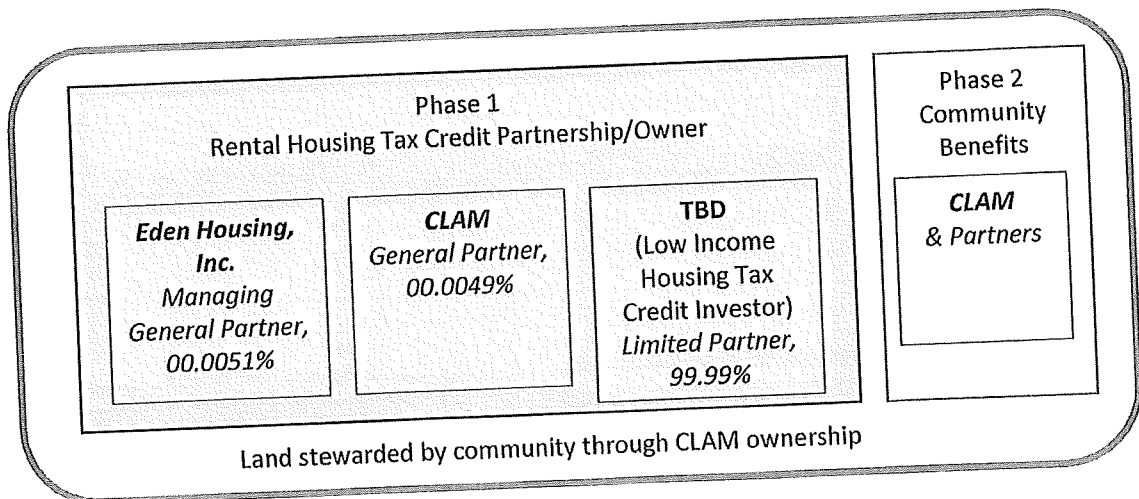 Phase 1
Rental Housing Tax Credit Partnership/Owner
Eden Housing,
Inc.
Managing
General Partner,
00.0051%
CLAM
General Partner,
00.0049%
TBD
(Low Income
Housing Tax
Credit Investor)
Limited Partner,
99.99%
Phase 2
Community
Benefits
CLAM
& Partners
Land stewarded by community through CLAM ownership